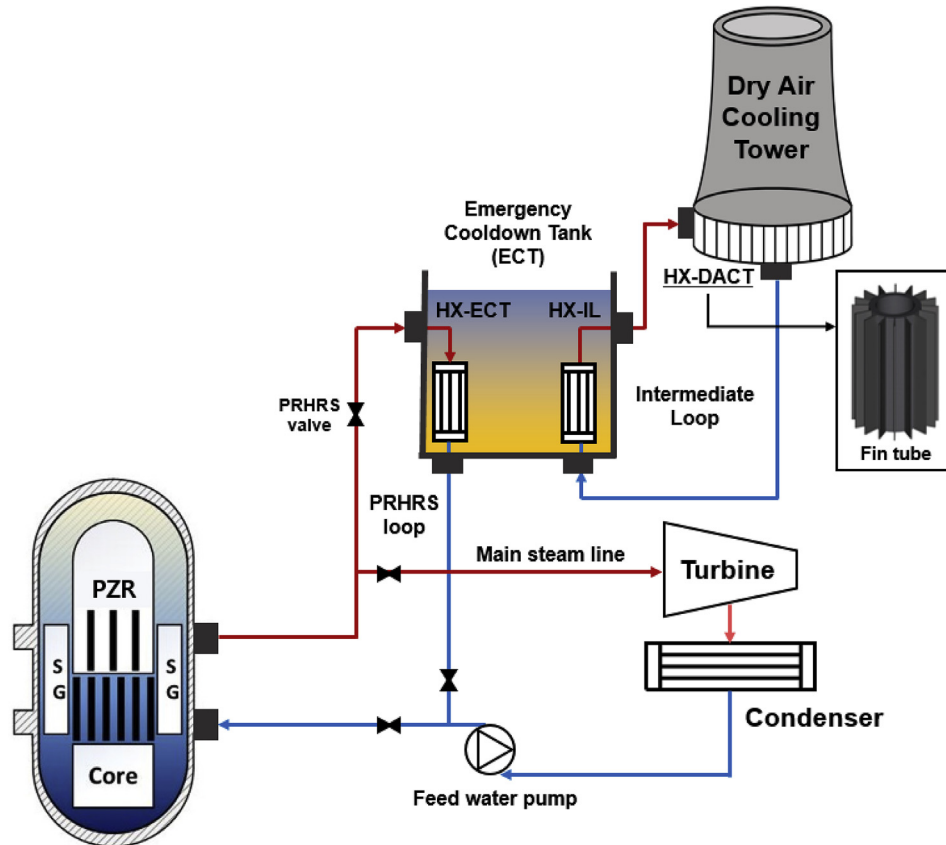 Dry Air
Cooling
Tower
Emergency
Cooldown Tank
(ECT)
HX-DACT
HX-ECT
HX-IL
PRHRS
valve
Intermediate
Loop
Fin tube
PRHRS
loop
Main steam line
Turbine
PZR
S
G
S
G
Condenser
Core
Feed water pump